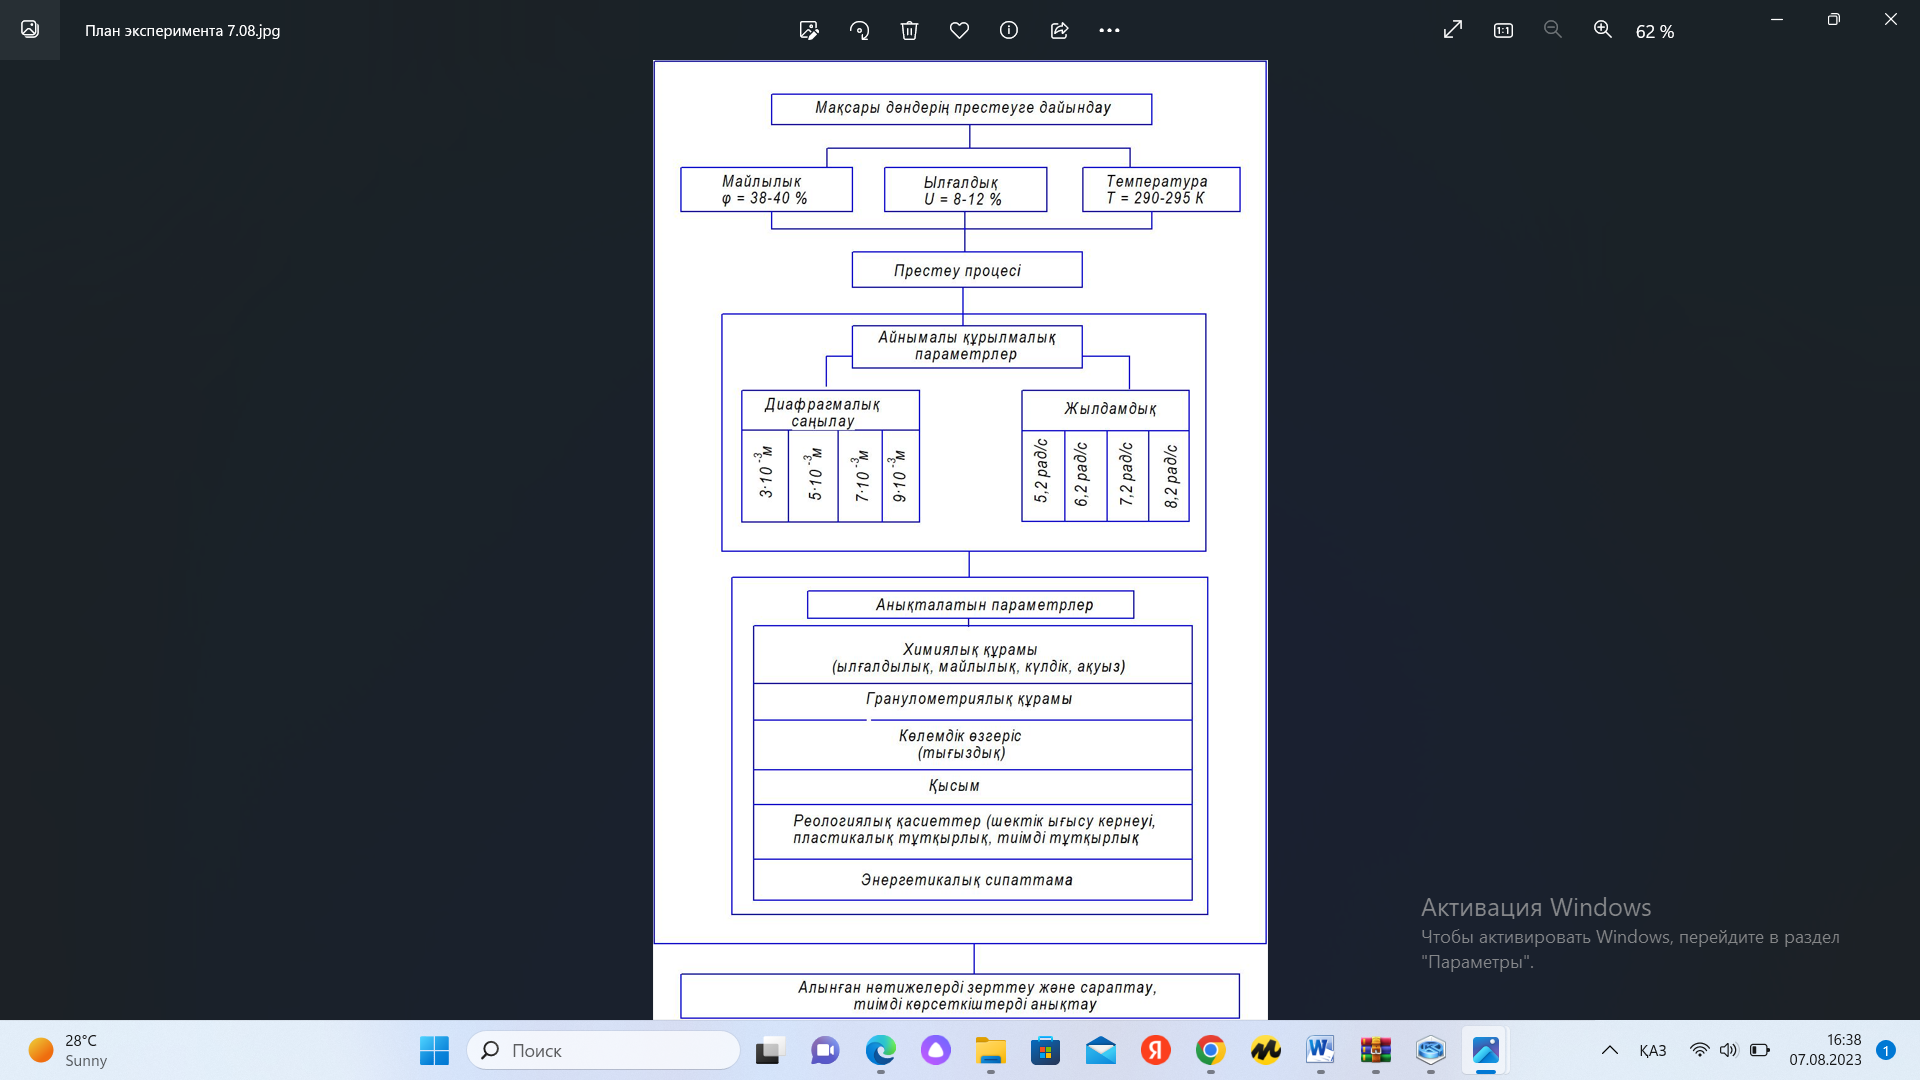 План эксперимента 7.08.jpg
62 %
Мақсары дәндерің престеуге дайындау
Майлылык
φ = 38-40 %
Ылғалдық
U = 8-12 %
Температура
T = 290-295 K
Престеу процесі
Айнымалы құрылмалық
параметрлер
Диафрагмалық
саңылау
3·10⁻³м
5·10⁻³м
7·10⁻³м
9·10⁻³м
Жылдамдық
5,2 рад/с
6,2 рад/с
7,2 рад/с
8,2 рад/с
Анықталатын параметрлер
Химиялық құрамы
(ылғалдылық, майлылық, күлдік, ақуыз)
Гранулометриялық құрамы
Көлемдік өзгеріс
(тығыздық)
Қысым
Реологиялық қасиеттер (шектік ығысу кернеуі,
пластикалық тұтқырлық, тиімді тұтқырлық
Энергетикалық сипаттама
Алынған нәтижелерді зерттеу және сараптау,
тиімді көрсеткіштерді анықтау
Активация Windows
Чтобы активировать Windows, перейдите в раздел
"Параметры".
28°C
Sunny
Поиск
ҚАЗ
16:38
07.08.2023
1